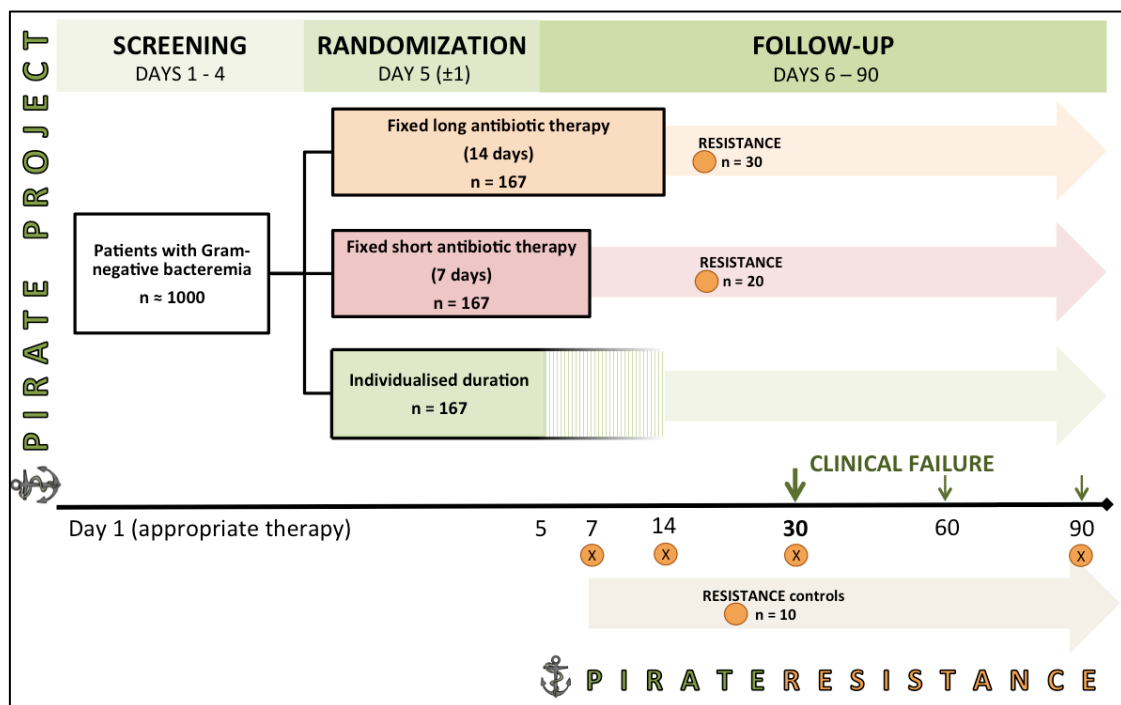 PIRATE PROJECT
SCREENING
DAYS 1 - 4
RANDOMIZATION
DAY 5 (±1)
FOLLOW-UP
DAYS 6 – 90
Fixed long antibiotic therapy
(14 days)
n = 167
RESISTANCE
n = 30
Patients with Gram-
negative bacteremia
n ≈ 1000
Fixed short antibiotic therapy
(7 days)
n = 167
RESISTANCE
n = 20
Individualised duration
n = 167
CLINICAL FAILURE
Day 1 (appropriate therapy) 5 7 14 30 60 90
X X X X
RESISTANCE controls
n = 10
PIRATERESISTANCE